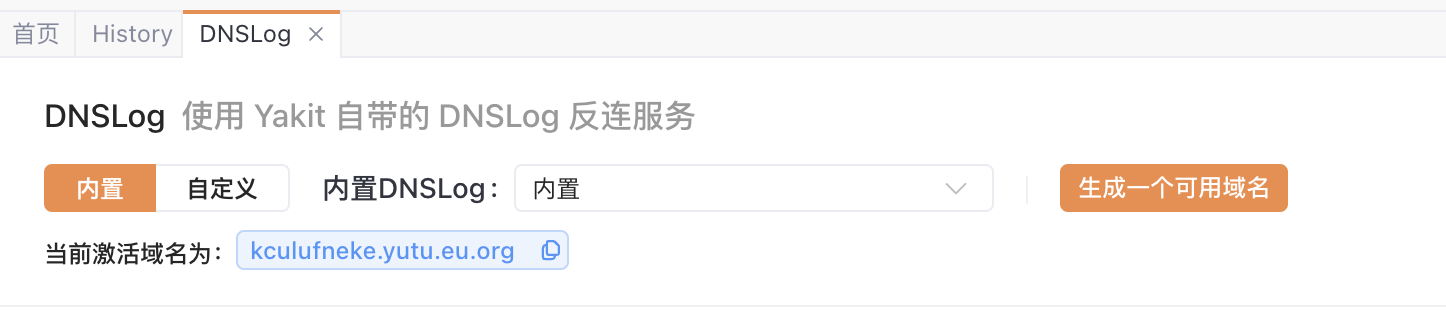 首页 History DNSLog
DNSLog 使用 Yakit 自带的 DNSLog 反连服务
内置 自定义 内置DNSLog： 内置 生成一个可用域名
当前激活域名为： kculufneke.yutu.eu.org